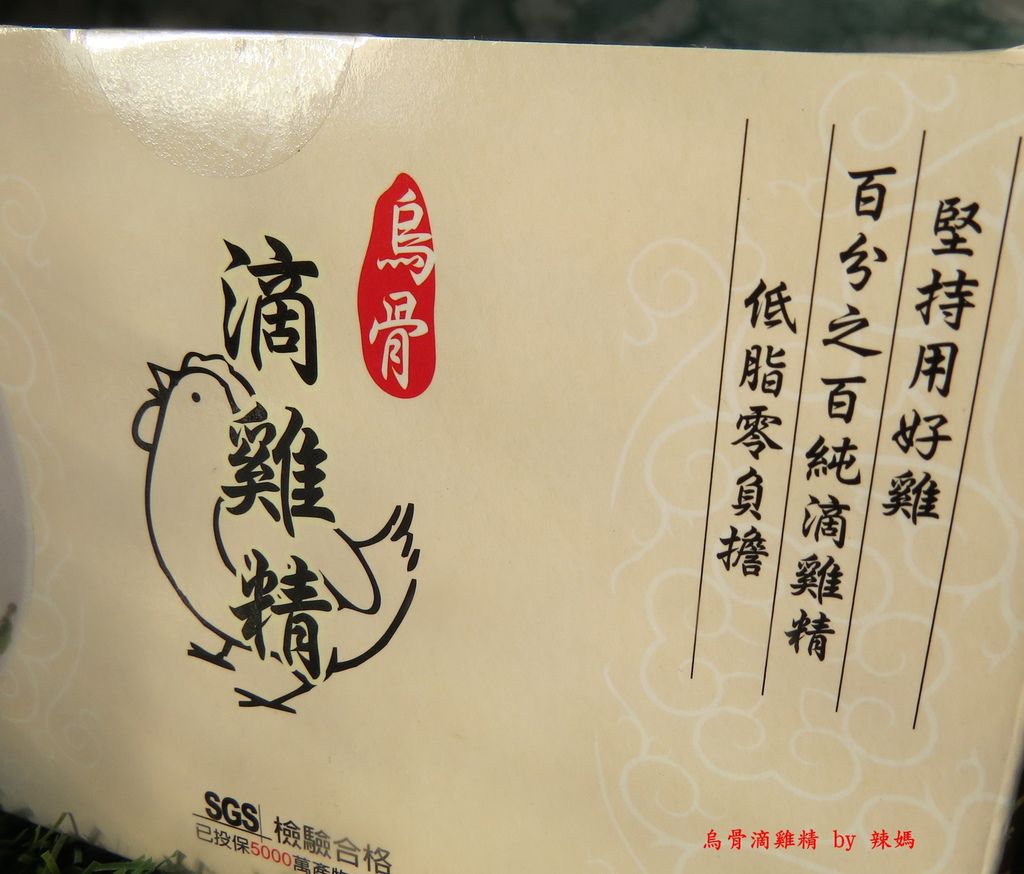 堅持用好雞
百分之百純滴雞精
低脂零負擔
烏骨
滴雞精
SGS 檢驗合格
已投保5000萬產
烏骨滴雞精 by 辣媽